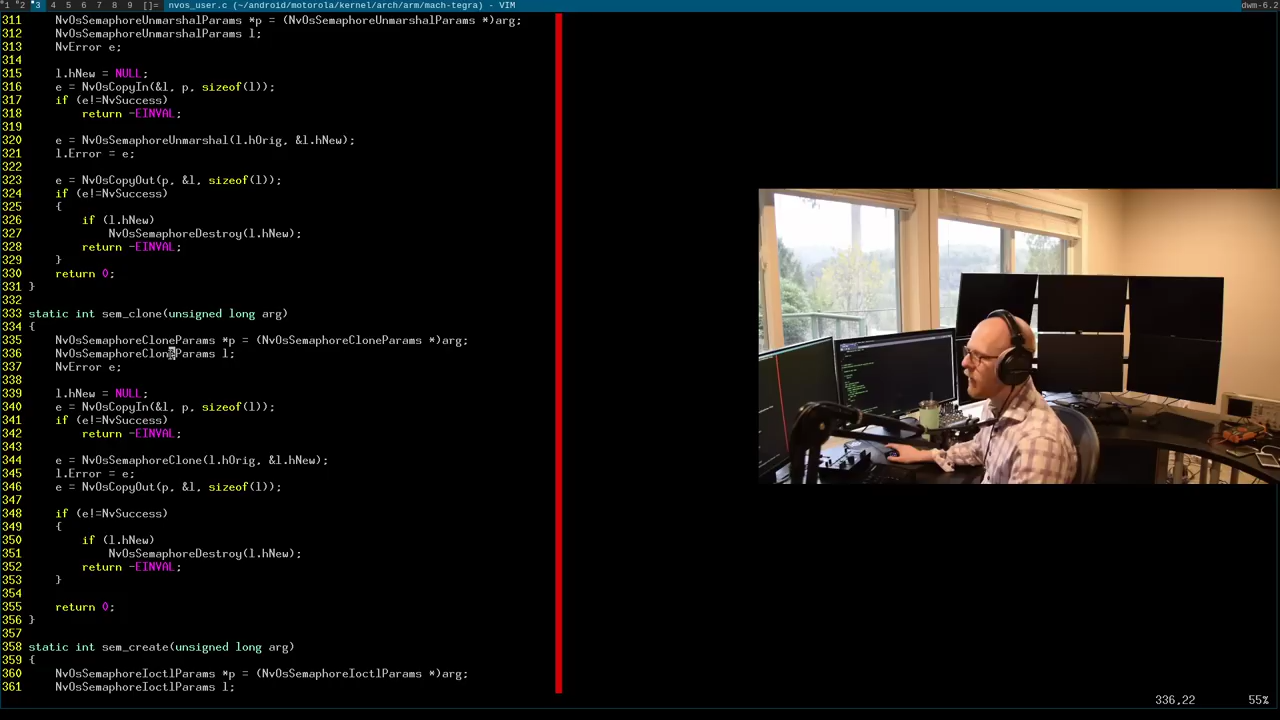 1 2 3 4 5 6 7 8 9 []= nvos_user.c (~/android/motorola/kernel/arch/arm/mach-tegra) - VIM dwm-6.2
311 NvOsSemaphoreUnmarshalParams *p = (NvOsSemaphoreUnmarshalParams *)arg;
312 NvOsSemaphoreUnmarshalParams l;
313 NvError e;
314
315 l.hNew = NULL;
316 e = NvOsCopyIn(&l, p, sizeof(l));
317 if (e!=NvSuccess)
318 return -EINVAL;
319
320 e = NvOsSemaphoreUnmarshal(l.hOrig, &l.hNew);
321 l.Error = e;
322
323 e = NvOsCopyOut(p, &l, sizeof(l));
324 if (e!=NvSuccess)
325 {
326 if (l.hNew)
327 NvOsSemaphoreDestroy(l.hNew);
328 return -EINVAL;
329 }
330 return 0;
331 }
332
333 static int sem_clone(unsigned long arg)
334 {
335 NvOsSemaphoreCloneParams *p = (NvOsSemaphoreCloneParams *)arg;
336 NvOsSemaphoreCloneParams l;
337 NvError e;
338
339 l.hNew = NULL;
340 e = NvOsCopyIn(&l, p, sizeof(l));
341 if (e!=NvSuccess)
342 return -EINVAL;
343
344 e = NvOsSemaphoreClone(l.hOrig, &l.hNew);
345 l.Error = e;
346 e = NvOsCopyOut(p, &l, sizeof(l));
347
348 if (e!=NvSuccess)
349 {
350 if (l.hNew)
351 NvOsSemaphoreDestroy(l.hNew);
352 return -EINVAL;
353 }
354
355 return 0;
356 }
357
358 static int sem_create(unsigned long arg)
359 {
360 NvOsSemaphoreIoctlParams *p = (NvOsSemaphoreIoctlParams *)arg;
361 NvOsSemaphoreIoctlParams l;
336,22 55%